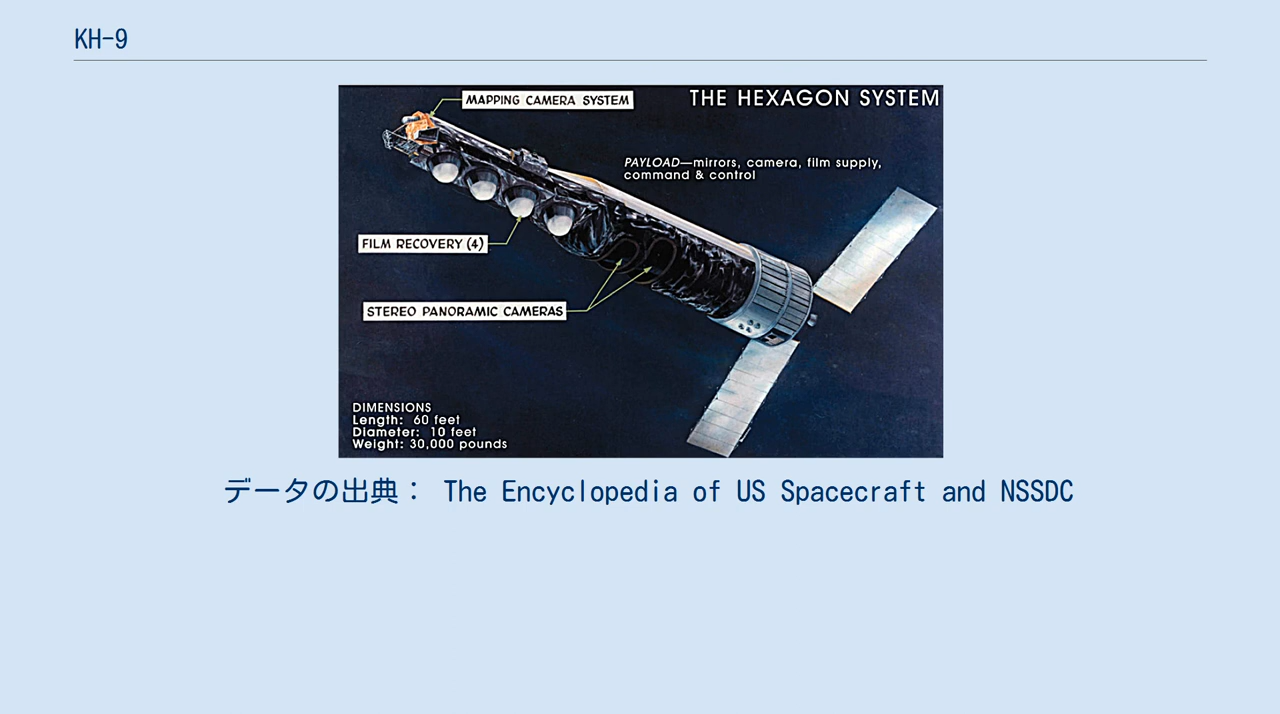 KH-9
MAPPING CAMERA SYSTEM
THE HEXAGON SYSTEM
PAYLOAD—mirrors, camera, film supply,
command & control
FILM RECOVERY (4)
STEREO PANORAMIC CAMERAS
DIMENSIONS
Length: 60 feet
Diameter: 10 feet
Weight: 30,000 pounds
データの出典： The Encyclopedia of US Spacecraft and NSSDC